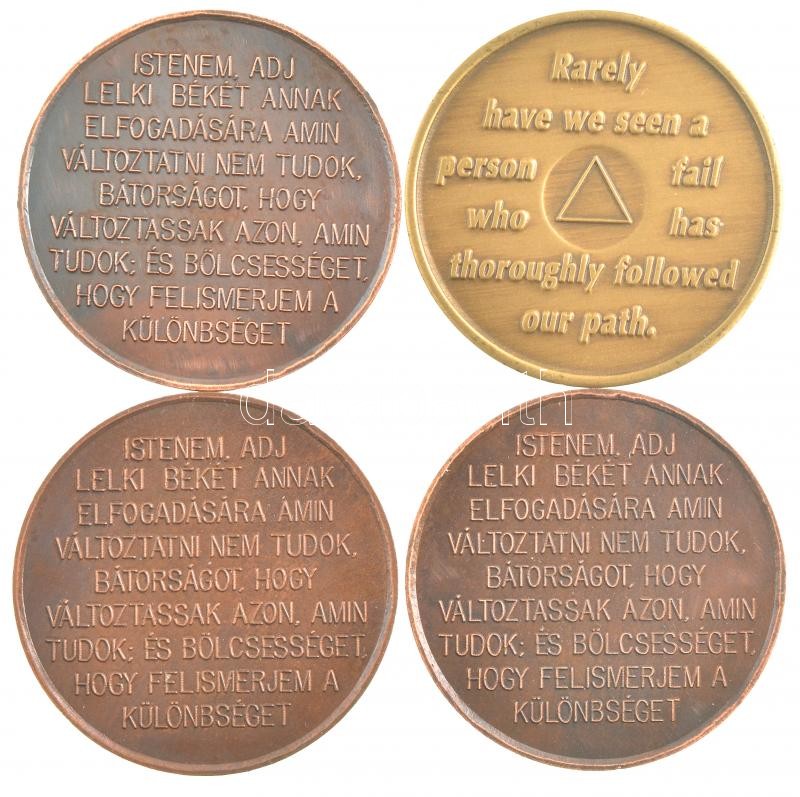 ISTENEM, ADJ
LELKI BÉKÉT ANNAK
ELFOGADÁSÁRA AMIN
VÁLTOZTATNI NEM TUDOK,
BÁTORSÁGOT, HOGY
VÁLTOZTASSAK AZON, AMIN
TUDOK; ÉS BÖLCSESSÉGET,
HOGY FELISMERJEM A
KÜLÖNBSÉGET
Rarely
have we seen a
person fail
who has
thoroughly followed
our path.
ISTENEM, ADJ
LELKI BÉKÉT ANNAK
ELFOGADÁSÁRA AMIN
VÁLTOZTATNI NEM TUDOK,
BÁTORSÁGOT, HOGY
VÁLTOZTASSAK AZON, AMIN
TUDOK; ÉS BÖLCSESSÉGET,
HOGY FELISMERJEM A
KÜLÖNBSÉGET
ISTENEM, ADJ
LELKI BÉKÉT ANNAK
ELFOGADÁSÁRA AMIN
VÁLTOZTATNI NEM TUDOK,
BÁTORSÁGOT, HOGY
VÁLTOZTASSAK AZON, AMIN
TUDOK; ÉS BÖLCSESSÉGET,
HOGY FELISMERJEM A
KÜLÖNBSÉGET